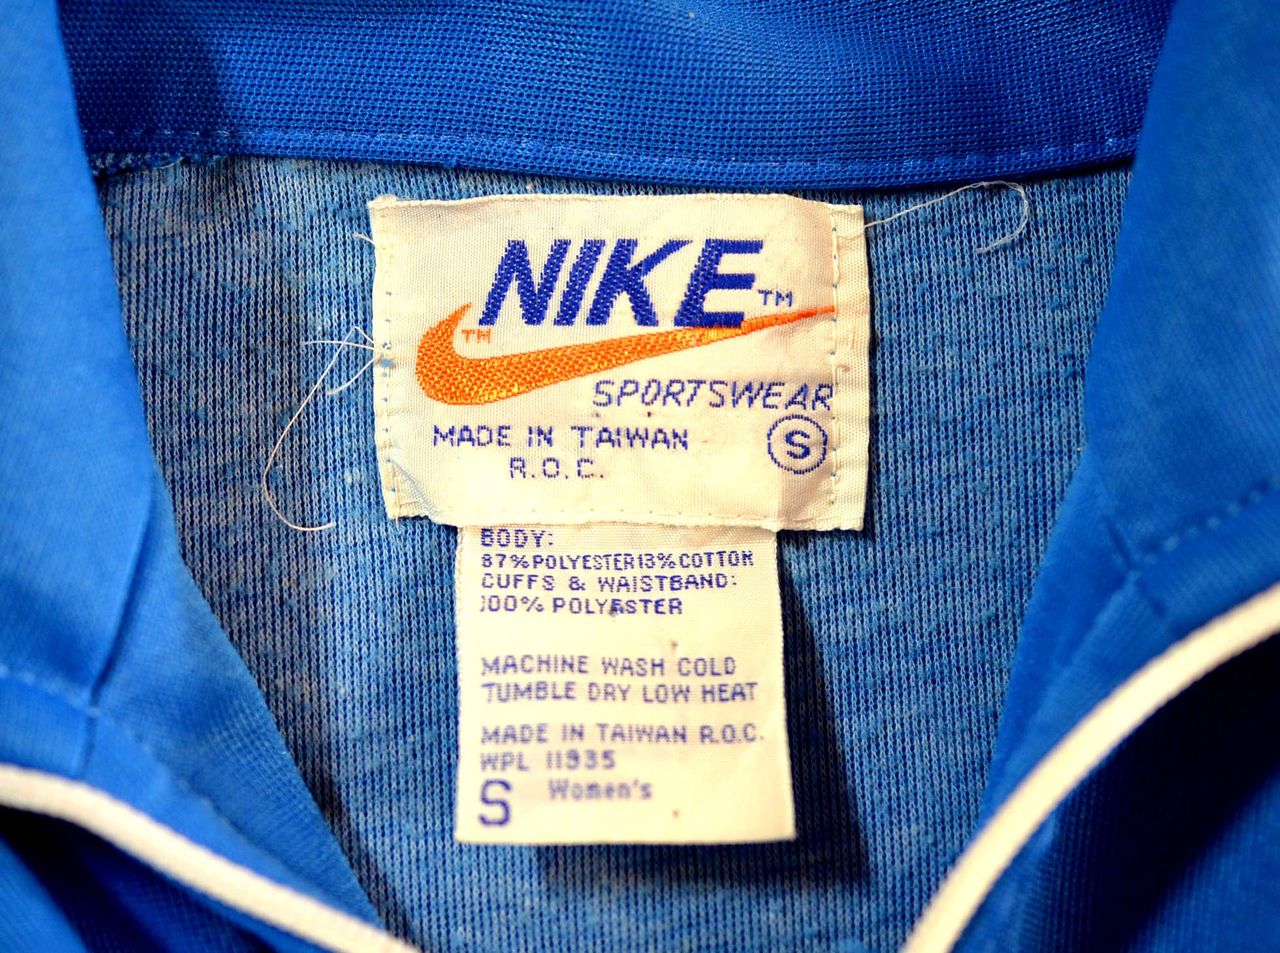 NIKE™
™
SPORTSWEAR
MADE IN TAIWAN
R.O.C.
S
BODY:
87%POLYESTER13%COTTON
CUFFS & WAISTBAND:
100% POLYESTER
MACHINE WASH COLD
TUMBLE DRY LOW HEAT
MADE IN TAIWAN R.O.C.
WPL 11935
S Women's